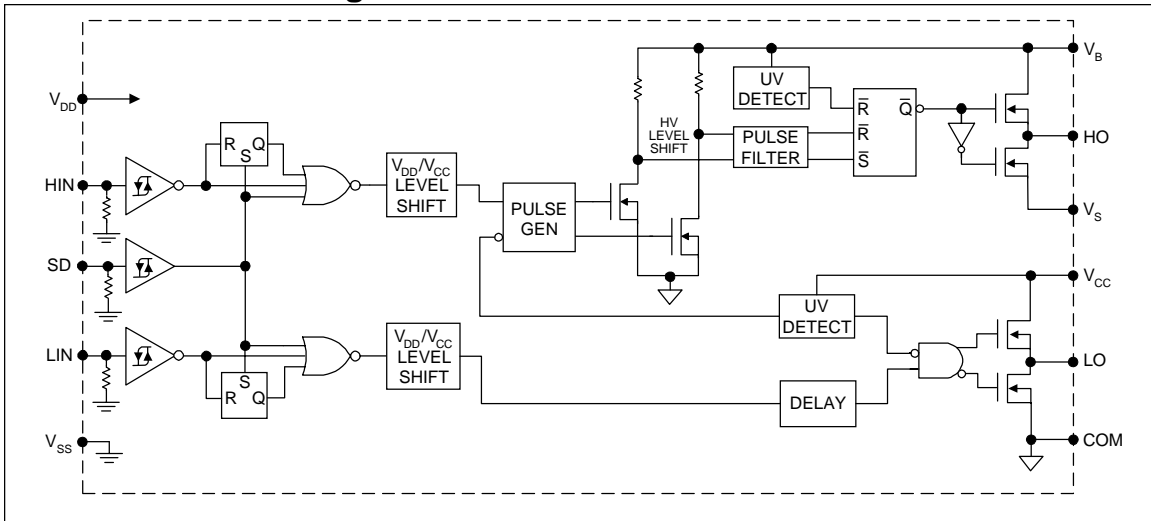 V_DD
HIN
SD
LIN
V_SS
R Q
S
S
R Q
V_DD/V_CC
LEVEL
SHIFT
V_DD/V_CC
LEVEL
SHIFT
PULSE
GEN
HV
LEVEL
SHIFT
UV
DETECT
PULSE
FILTER
R̅ Q̅
R̅
S̅
UV
DETECT
DELAY
V_B
HO
V_S
V_CC
LO
COM